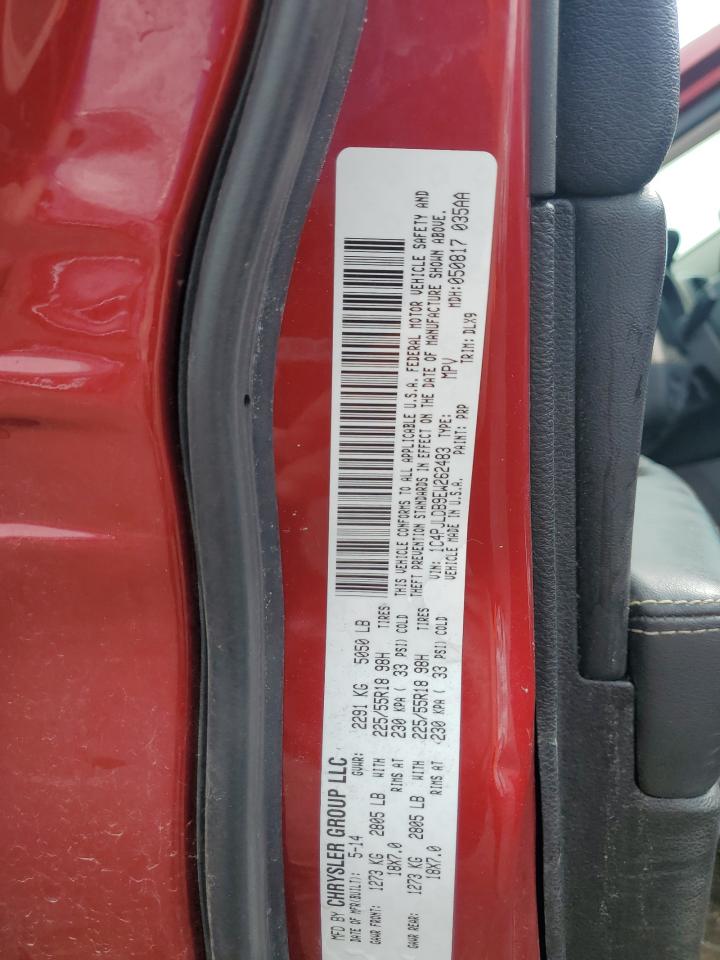 MFD BY CHRYSLER GROUP LLC
DATE OF MFR(BUILT): 5-14 GVWR: 2291 KG 5050 LB
GAWR FRONT: 1273 KG 2805 LB WITH 225/55R18 98H TIRES
18X7.0 RIMS AT 230 KPA ( 33 PSI) COLD
GAWR REAR: 1273 KG 2805 LB WITH 225/55R18 98H TIRES
18X7.0 RIMS AT 230 KPA ( 33 PSI) COLD
THIS VEHICLE CONFORMS TO ALL APPLICABLE U.S.A. FEDERAL MOTOR VEHICLE SAFETY AND
THEFT PREVENTION STANDARDS IN EFFECT ON THE DATE OF MANUFACTURE SHOWN ABOVE.
VIN: 1C4PJLDB9EW262483 TYPE: MPV MDH:050817 035AA
VEHICLE MADE IN U.S.A. PAINT: PRP TRIM: DLX9